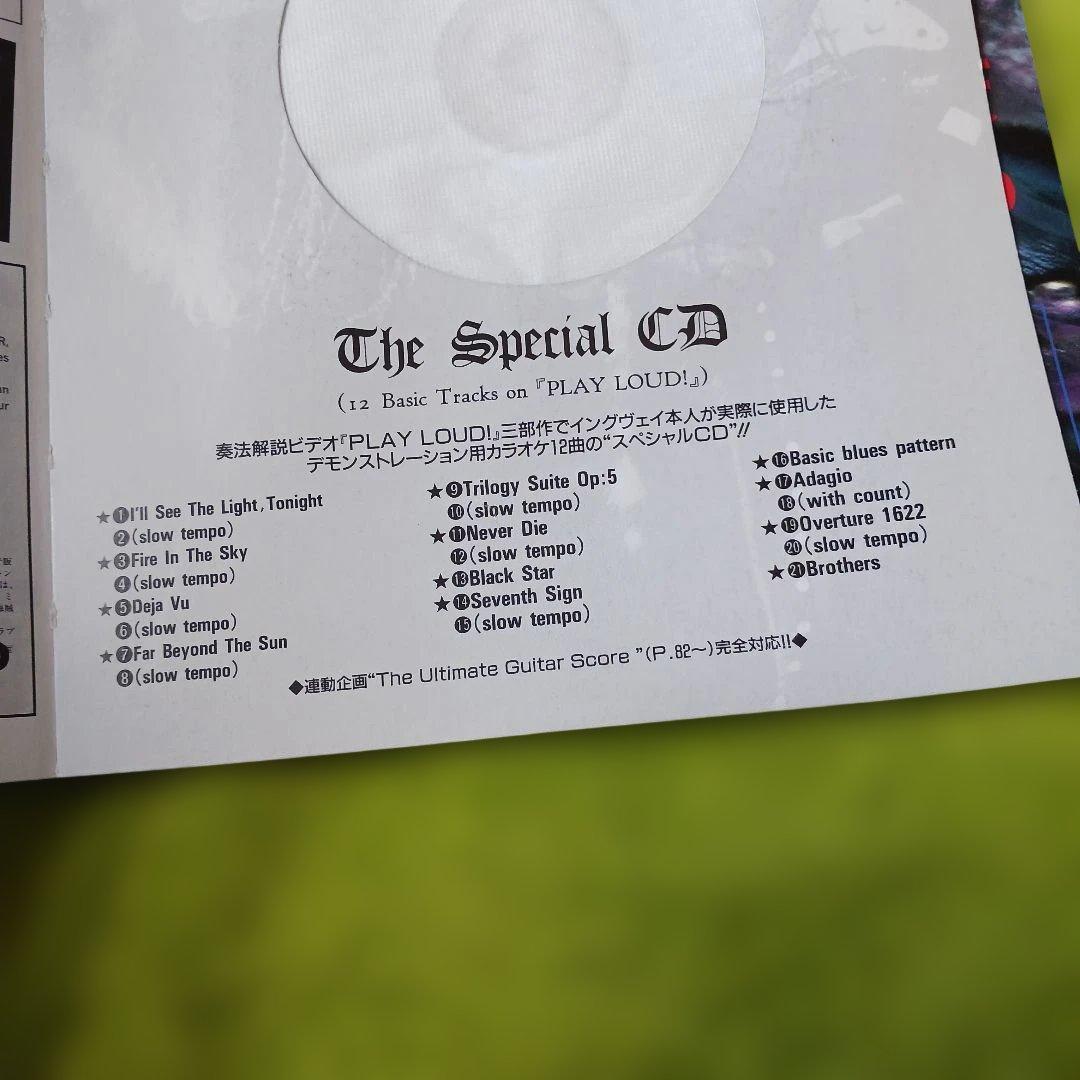 The Special CD
(12 Basic Tracks on『PLAY LOUD!』)
奏法解説ビデオ『PLAY LOUD!』三部作でイングヴェイ本人が実際に使用した
デモンストレーション用カラオケ12曲の“スペシャルCD”!!
★❶I'll See The Light,Tonight
❷(slow tempo)
★❸Fire In The Sky
❹(slow tempo)
★❺Deja Vu
❻(slow tempo)
★❼Far Beyond The Sun
❽(slow tempo)
★❾Trilogy Suite Op:5
❿(slow tempo)
★⓫Never Die
⓬(slow tempo)
★⓭Black Star
★⓮Seventh Sign
⓯(slow tempo)
★⓰Basic blues pattern
★⓱Adagio
⓲(with count)
★⓳Overture 1622
⓴(slow tempo)
★㉑Brothers
◆連動企画“The Ultimate Guitar Score ”(P.82〜)完全対応!!◆